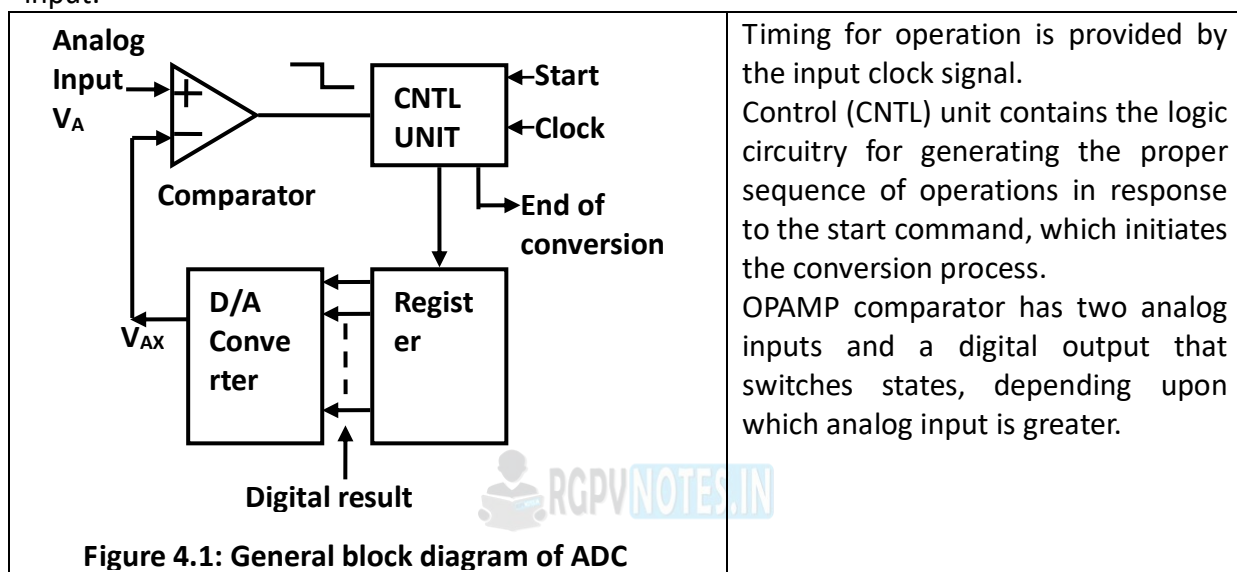 input.
Analog
Input
VA
+
−
Comparator
CNTL
UNIT
Start
Clock
End of
conversion
D/A
Conve
rter
Regist
er
VAX
Digital result
Figure 4.1: General block diagram of ADC
Timing for operation is provided by
the input clock signal.
Control (CNTL) unit contains the logic
circuitry for generating the proper
sequence of operations in response
to the start command, which initiates
the conversion process.
OPAMP comparator has two analog
inputs and a digital output that
switches states, depending upon
which analog input is greater.
RGPVNOTES.IN